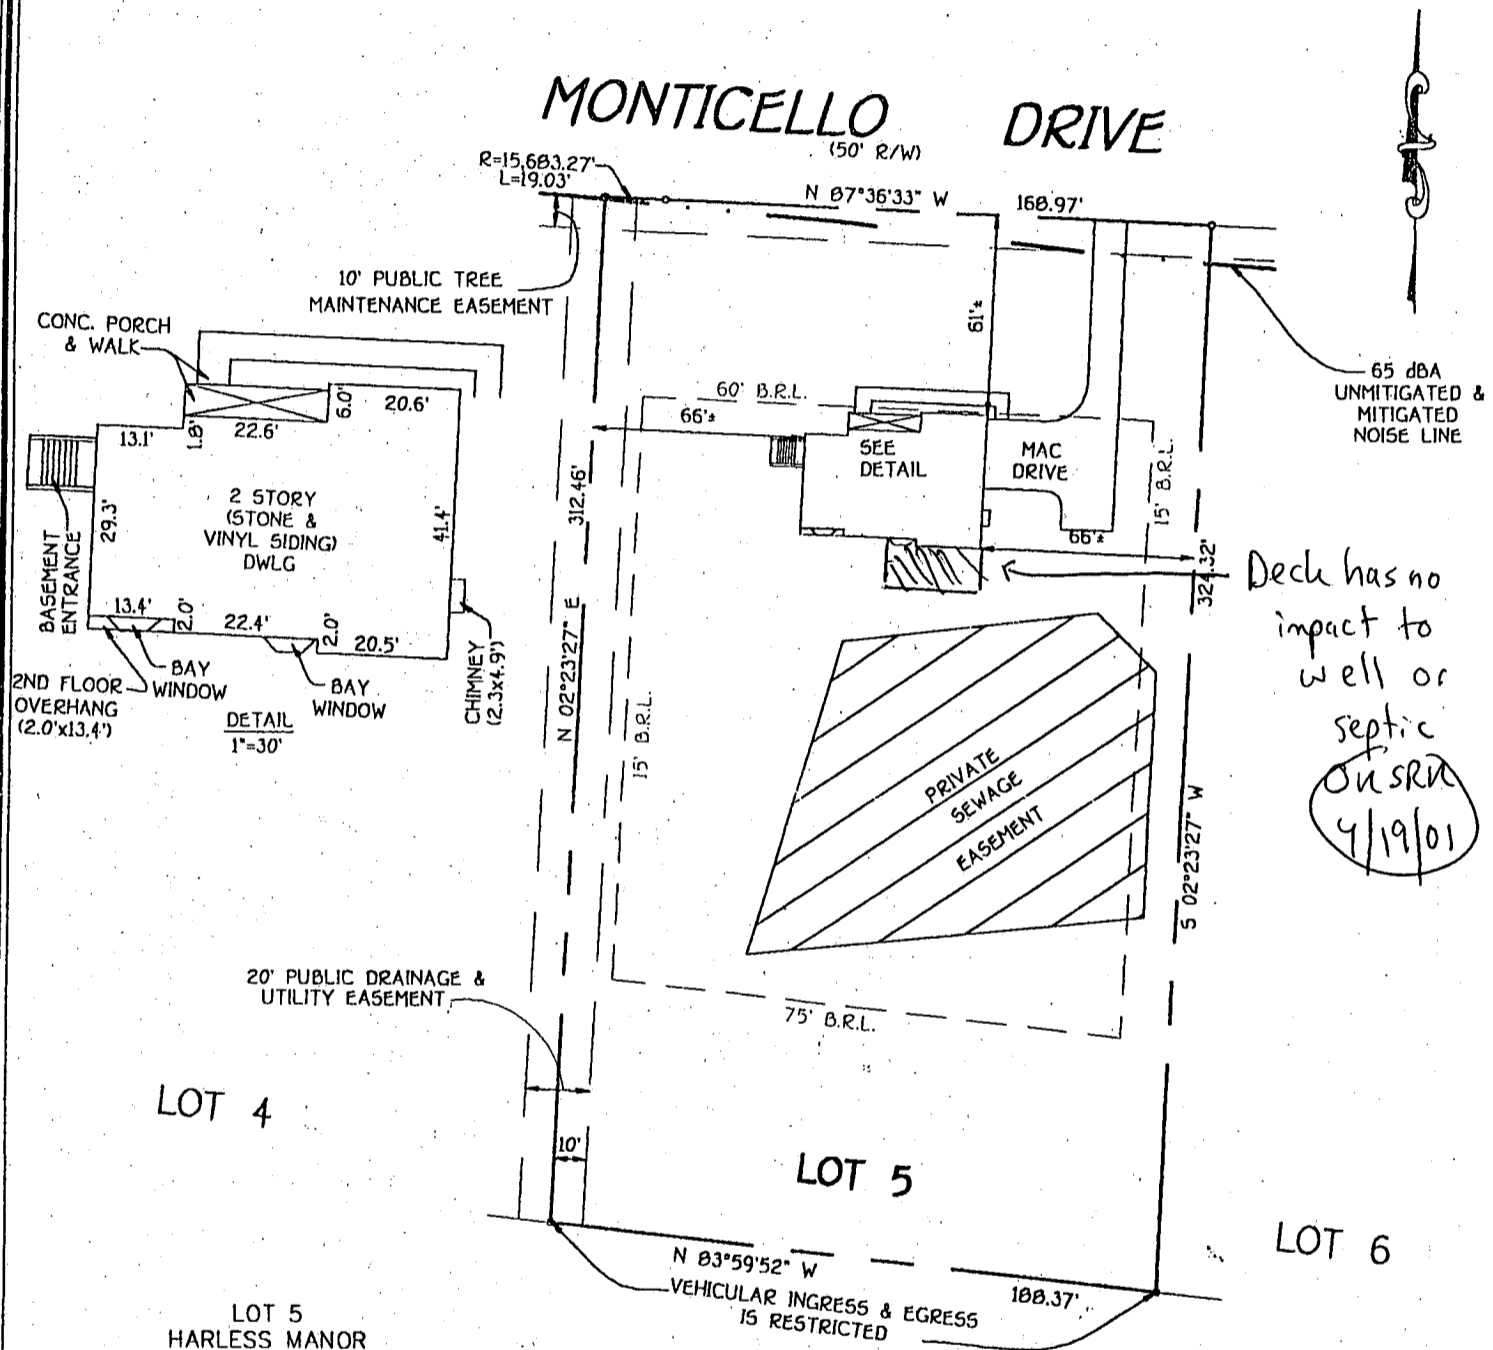 MONTICELLO DRIVE
(50' R/W)
R=15,683.27'
L=19.03'
N 87°36'33" W
168.97'
10' PUBLIC TREE
MAINTENANCE EASEMENT
61'±
65 dBA
UNMITIGATED &
MITIGATED
NOISE LINE
CONC. PORCH
& WALK
6.0'
20.6'
13.1'
1.8'
22.6'
29.3'
2 STORY
(STONE &
VINYL SIDING)
DWLG
41.4'
BASEMENT
ENTRANCE
13.4'
2.0'
22.4'
2.0'
20.5'
BAY
WINDOW
BAY
WINDOW
2ND FLOOR
OVERHANG
(2.0'x13.4')
CHIMNEY
(2.3x4.9')
DETAIL
1"=30'
60' B.R.L.
66'±
SEE
DETAIL
MAC
DRIVE
15' B.R.L.
66'±
312.46'
N 02°23'27" E
15' B.R.L.
324.32'
S 02°23'27" W
Deck has no
impact to
well or
septic
OK SRK
4/19/01
PRIVATE
SEWAGE
EASEMENT
75' B.R.L.
20' PUBLIC DRAINAGE &
UTILITY EASEMENT
LOT 4
10'
LOT 5
LOT 6
N 83°59'52" W
188.37'
VEHICULAR INGRESS & EGRESS
IS RESTRICTED
LOT 5
HARLESS MANOR